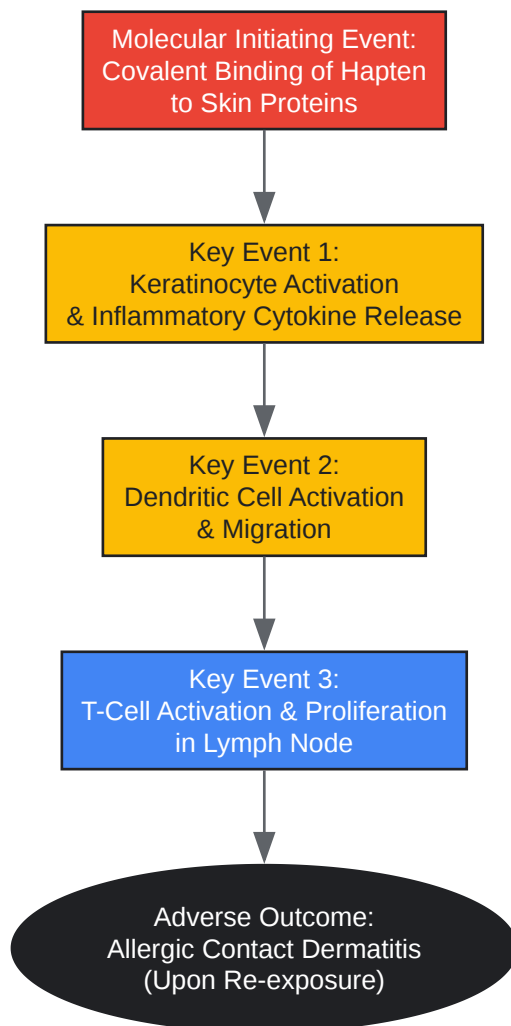 Molecular Initiating Event:
Covalent Binding of Hapten
to Skin Proteins
Key Event 1:
Keratinocyte Activation
& Inflammatory Cytokine Release
Key Event 2:
Dendritic Cell Activation
& Migration
Key Event 3:
T-Cell Activation & Proliferation
in Lymph Node
Adverse Outcome:
Allergic Contact Dermatitis
(Upon Re-exposure)